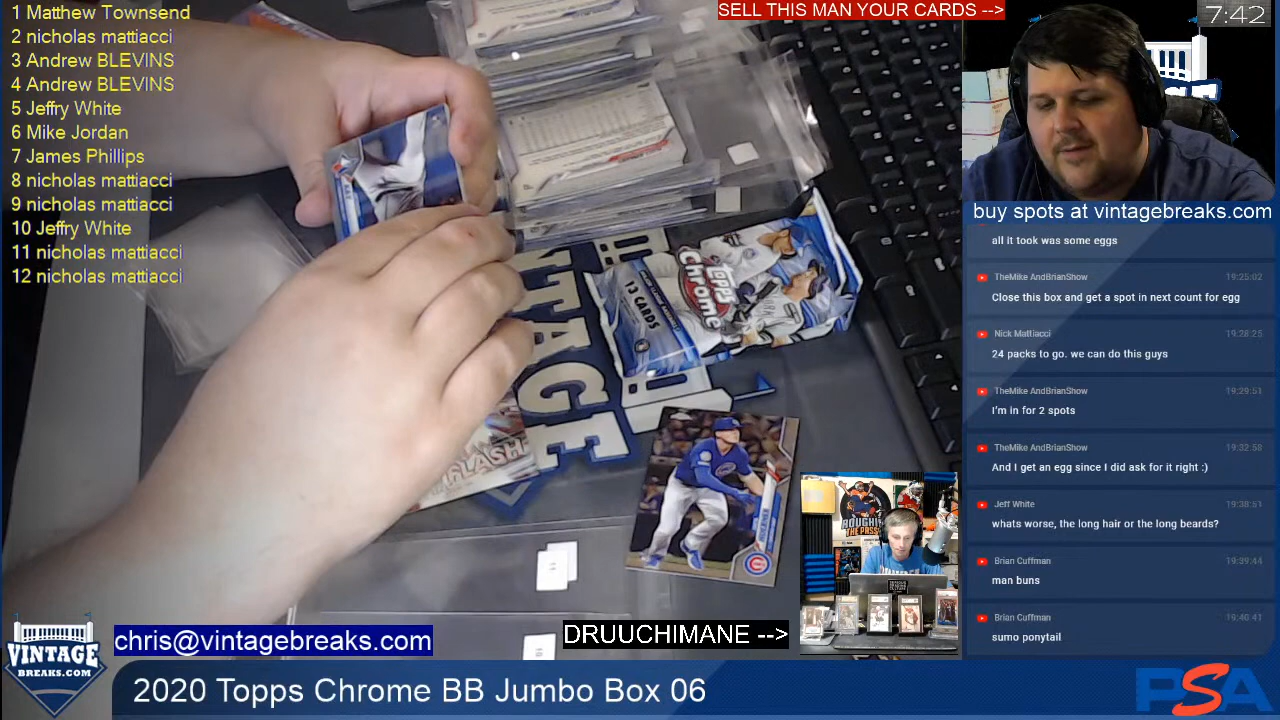 1 Matthew Townsend
2 nicholas mattiacci
3 Andrew BLEVINS
4 Andrew BLEVINS
5 Jeffry White
6 Mike Jordan
7 James Phillips
8 nicholas mattiacci
9 nicholas mattiacci
10 Jeffry White
11 nicholas mattiacci
12 nicholas mattiacci
SELL THIS MAN YOUR CARDS -->
7:42
buy spots at vintagebreaks.com
all it took was some eggs
TheMike AndBrianShow 19:25:02
Close this box and get a spot in next count for egg
Nick Mattiacci 19:28:25
24 packs to go. we can do this guys
TheMike AndBrianShow 19:29:51
I'm in for 2 spots
TheMike AndBrianShow 19:32:58
And I get an egg since I did ask for it right :)
Jeff White 19:38:51
whats worse, the long hair or the long beards?
Brian Cuffman 19:39:44
man buns
Brian Cuffman 19:40:41
sumo ponytail
Topps
Chrome
13 CARDS
NTAGE
FLASH
ROUGHING
THE PASS
DRUUCHIMANE -->
chris@vintagebreaks.com
VINTAGE
BREAKS.COM
2020 Topps Chrome BB Jumbo Box 06
PSA